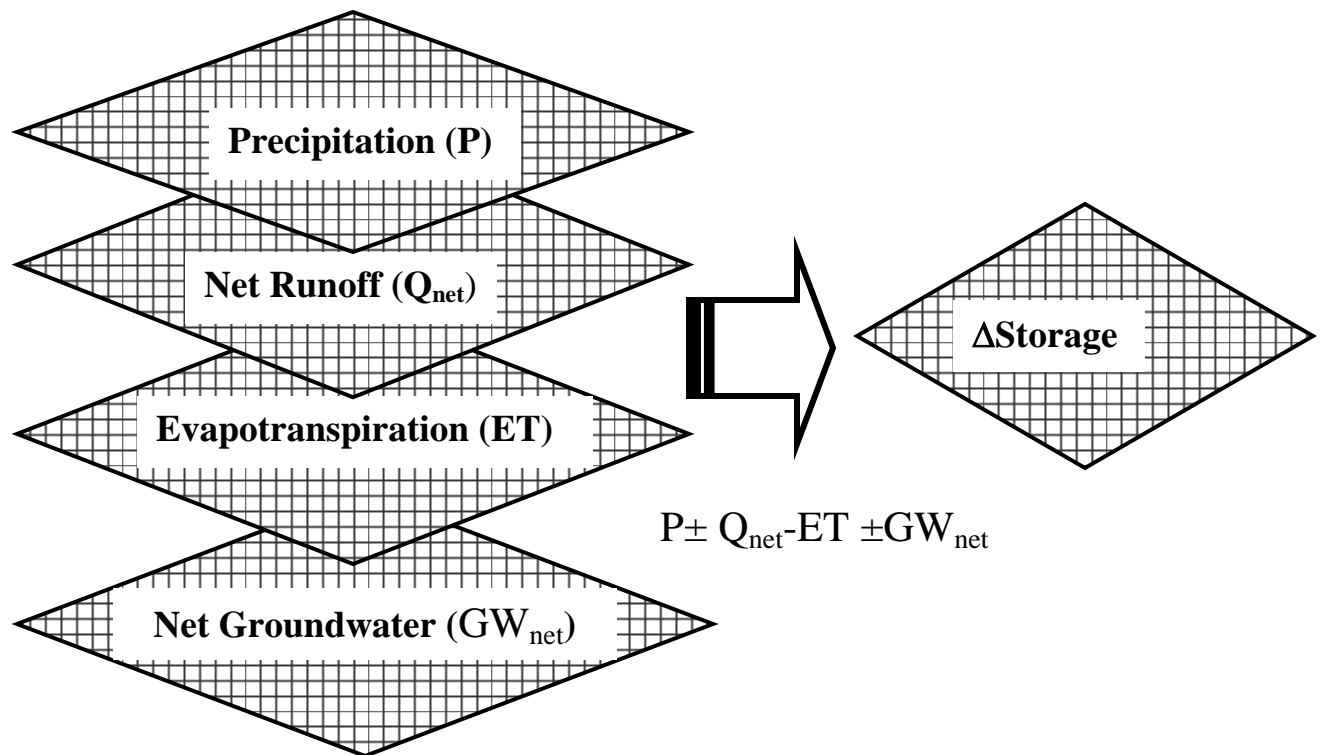 Precipitation (P)
Net Runoff (Qnet)
Evapotranspiration (ET)
Net Groundwater (GWnet)
ΔStorage
P± Qnet-ET ±GWnet